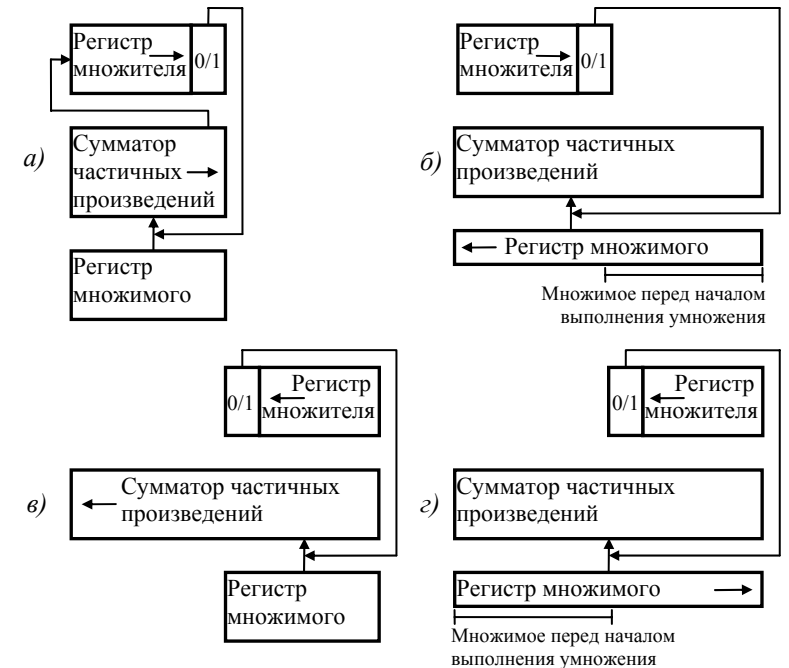 Регистр
множителя
0/1
Сумматор
частичных
произведений
а)
Регистр
множимого
Регистр
множителя
0/1
Сумматор частичных
произведений
б)
Регистр множимого
Множимое перед началом
выполнения умножения
0/1
Регистр
множителя
Сумматор частичных
произведений
в)
Регистр
множимого
0/1
Регистр
множителя
Сумматор частичных
произведений
г)
Регистр множимого
Множимое перед началом
выполнения умножения